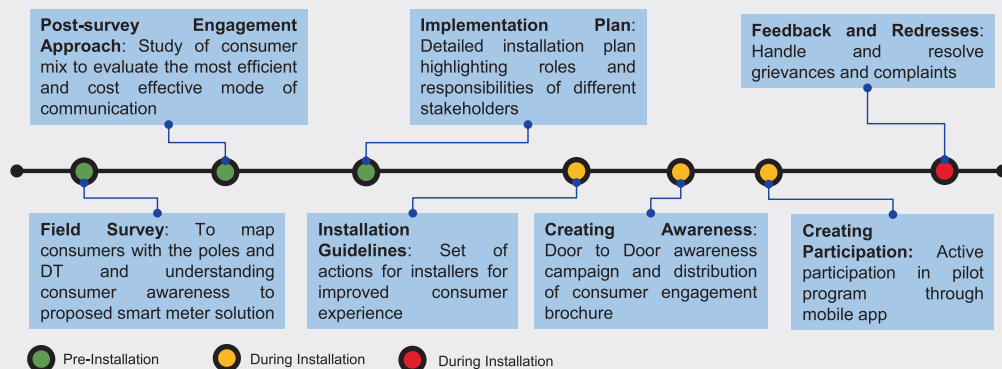 Post-survey Engagement
Approach: Study of consumer
mix to evaluate the most efficient
and cost effective mode of
communication
Implementation Plan:
Detailed installation plan
highlighting roles and
responsibilities of different
stakeholders
Feedback and Redresses:
Handle and resolve
grievances and complaints
Field Survey: To map
consumers with the poles and
DT and understanding
consumer awareness to
proposed smart meter solution
Installation
Guidelines: Set of
actions for installers for
improved consumer
experience
Creating Awareness:
Door to Door awareness
campaign and distribution
of consumer engagement
brochure
Creating
Participation: Active
participation in pilot
program through
mobile app
Pre-Installation
During Installation
During Installation